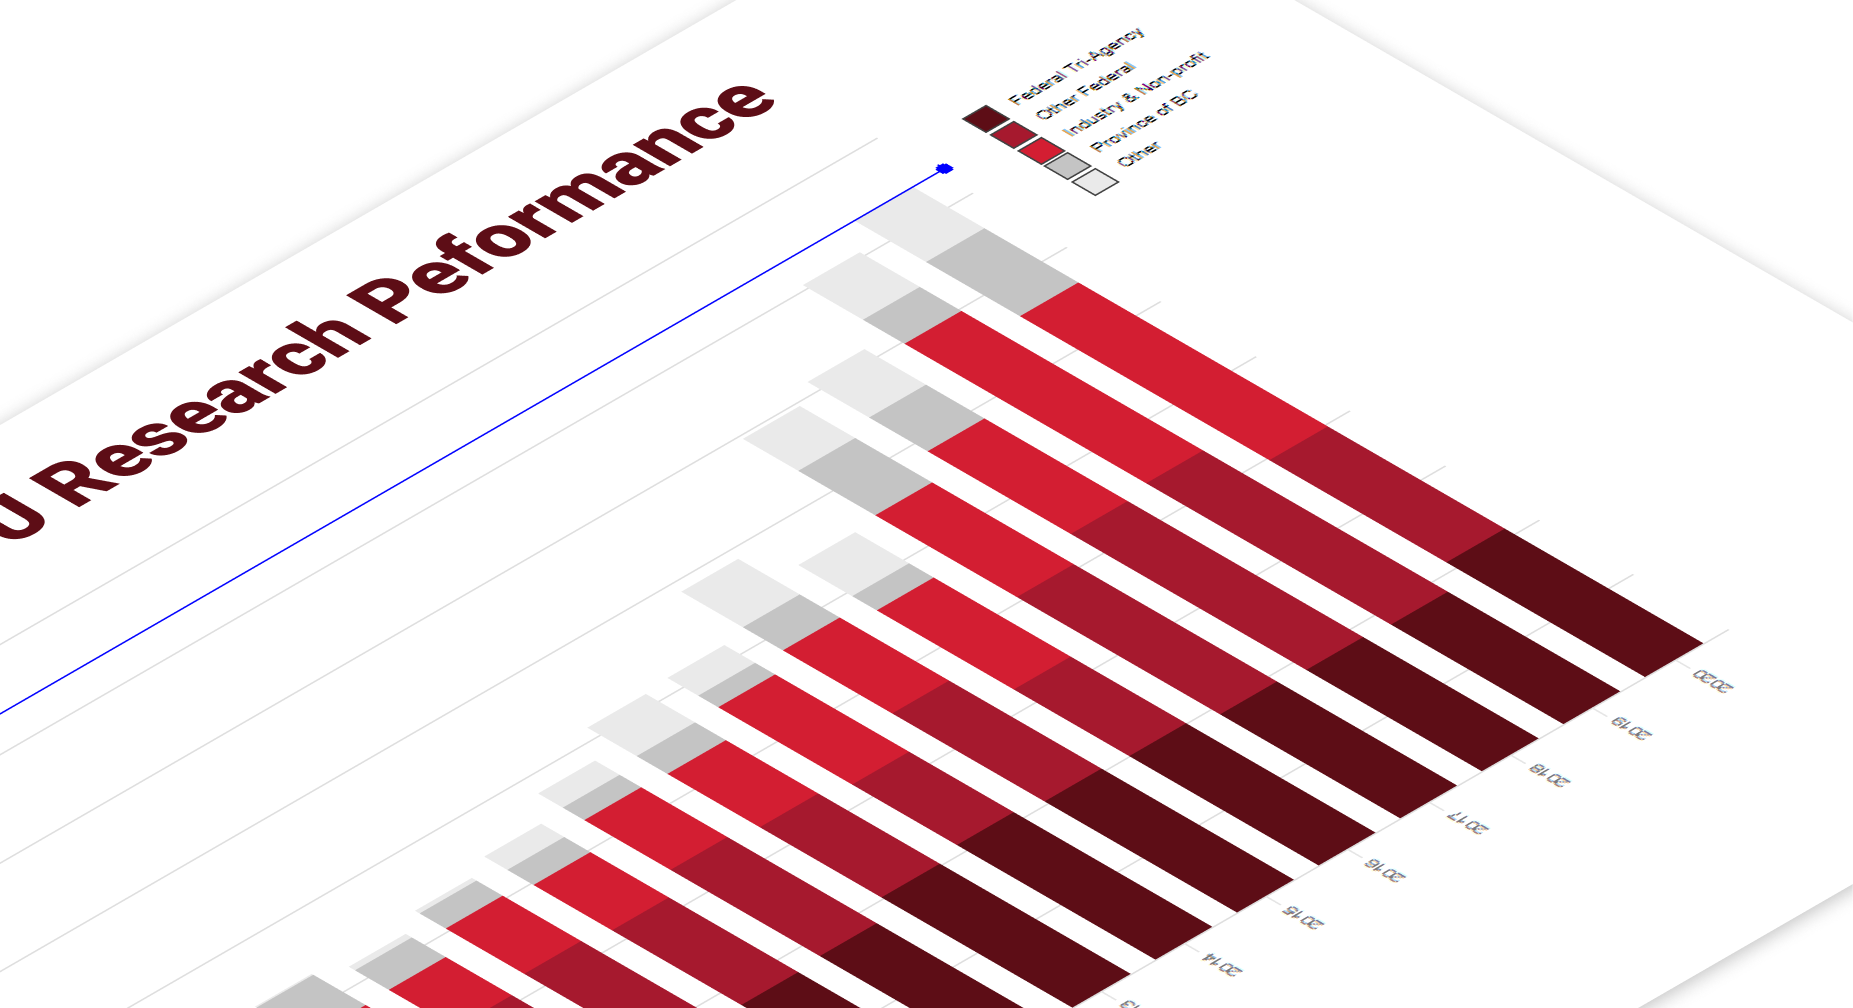 U Research Peformance
Federal Tri-Agency
Other Federal
Industry & Non-profit
Province of BC
Other
2020
2019
2018
2017
2016
2015
2014
13